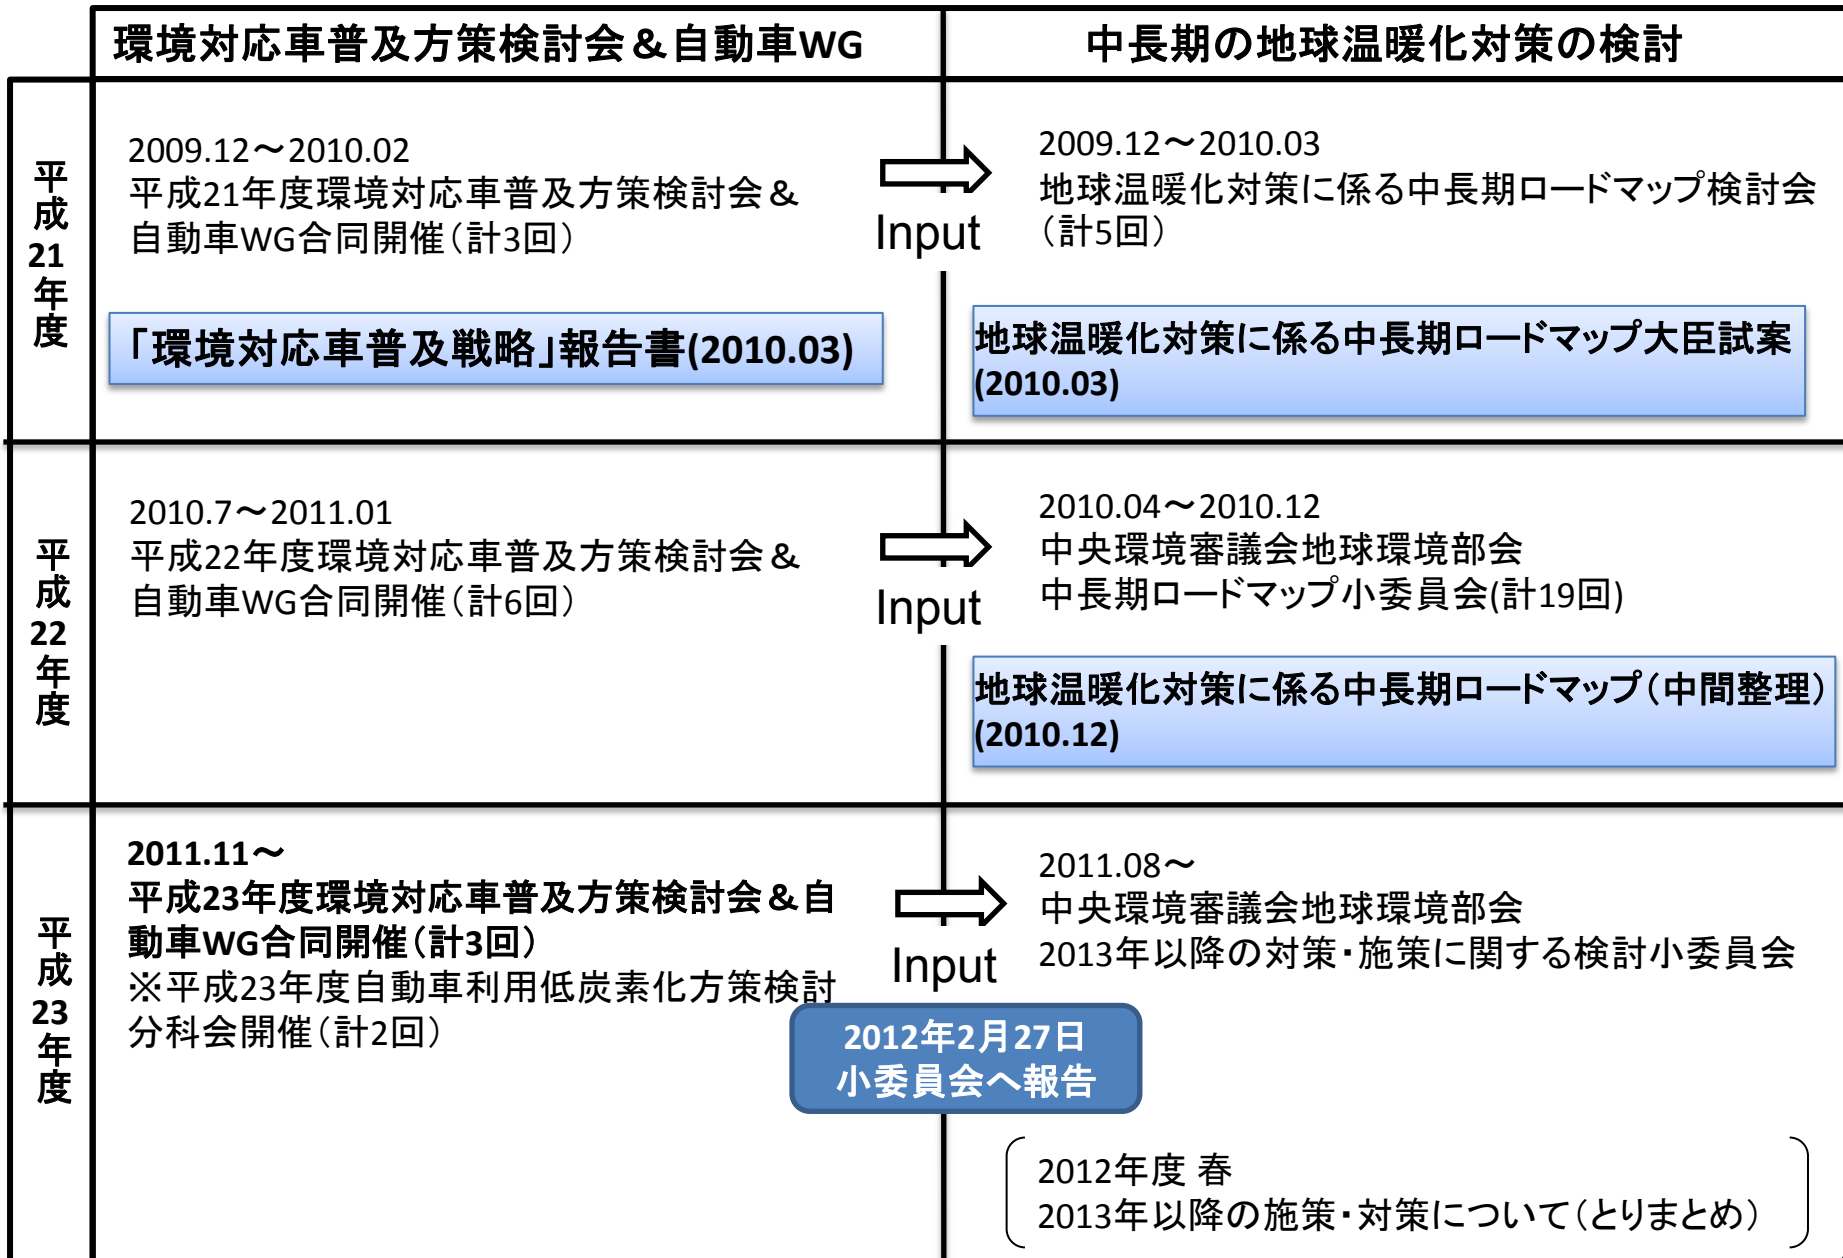 環境対応車普及方策検討会＆自動車WG
中長期の地球温暖化対策の検討
平成21年度
2009.12～2010.02
平成21年度環境対応車普及方策検討会＆
自動車WG合同開催（計3回）
「環境対応車普及戦略」報告書(2010.03)
Input
2009.12～2010.03
地球温暖化対策に係る中長期ロードマップ検討会
（計5回）
地球温暖化対策に係る中長期ロードマップ大臣試案
(2010.03)
平成22年度
2010.7～2011.01
平成22年度環境対応車普及方策検討会＆
自動車WG合同開催（計6回）
Input
2010.04～2010.12
中央環境審議会地球環境部会
中長期ロードマップ小委員会(計19回)
地球温暖化対策に係る中長期ロードマップ（中間整理）
(2010.12)
平成23年度
2011.11～
平成23年度環境対応車普及方策検討会＆自
動車WG合同開催（計3回）
※平成23年度自動車利用低炭素化方策検討
分科会開催（計2回）
Input
2011.08～
中央環境審議会地球環境部会
2013年以降の対策・施策に関する検討小委員会
2012年2月27日
小委員会へ報告
2012年度 春
2013年以降の施策・対策について（とりまとめ）